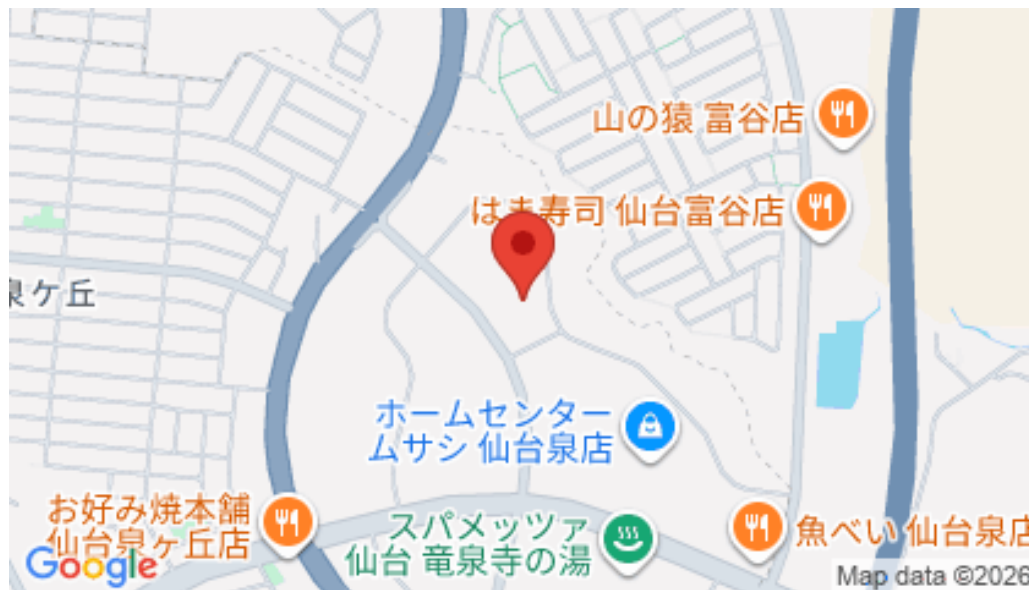 山の猿 富谷店
はま寿司 仙台富谷店
泉ケ丘
ホームセンター
ムサシ 仙台泉店
お好み焼本舗
仙台泉ヶ丘店
スパメッツァ
仙台 竜泉寺の湯
魚べい 仙台泉店
Google
Map data ©2026